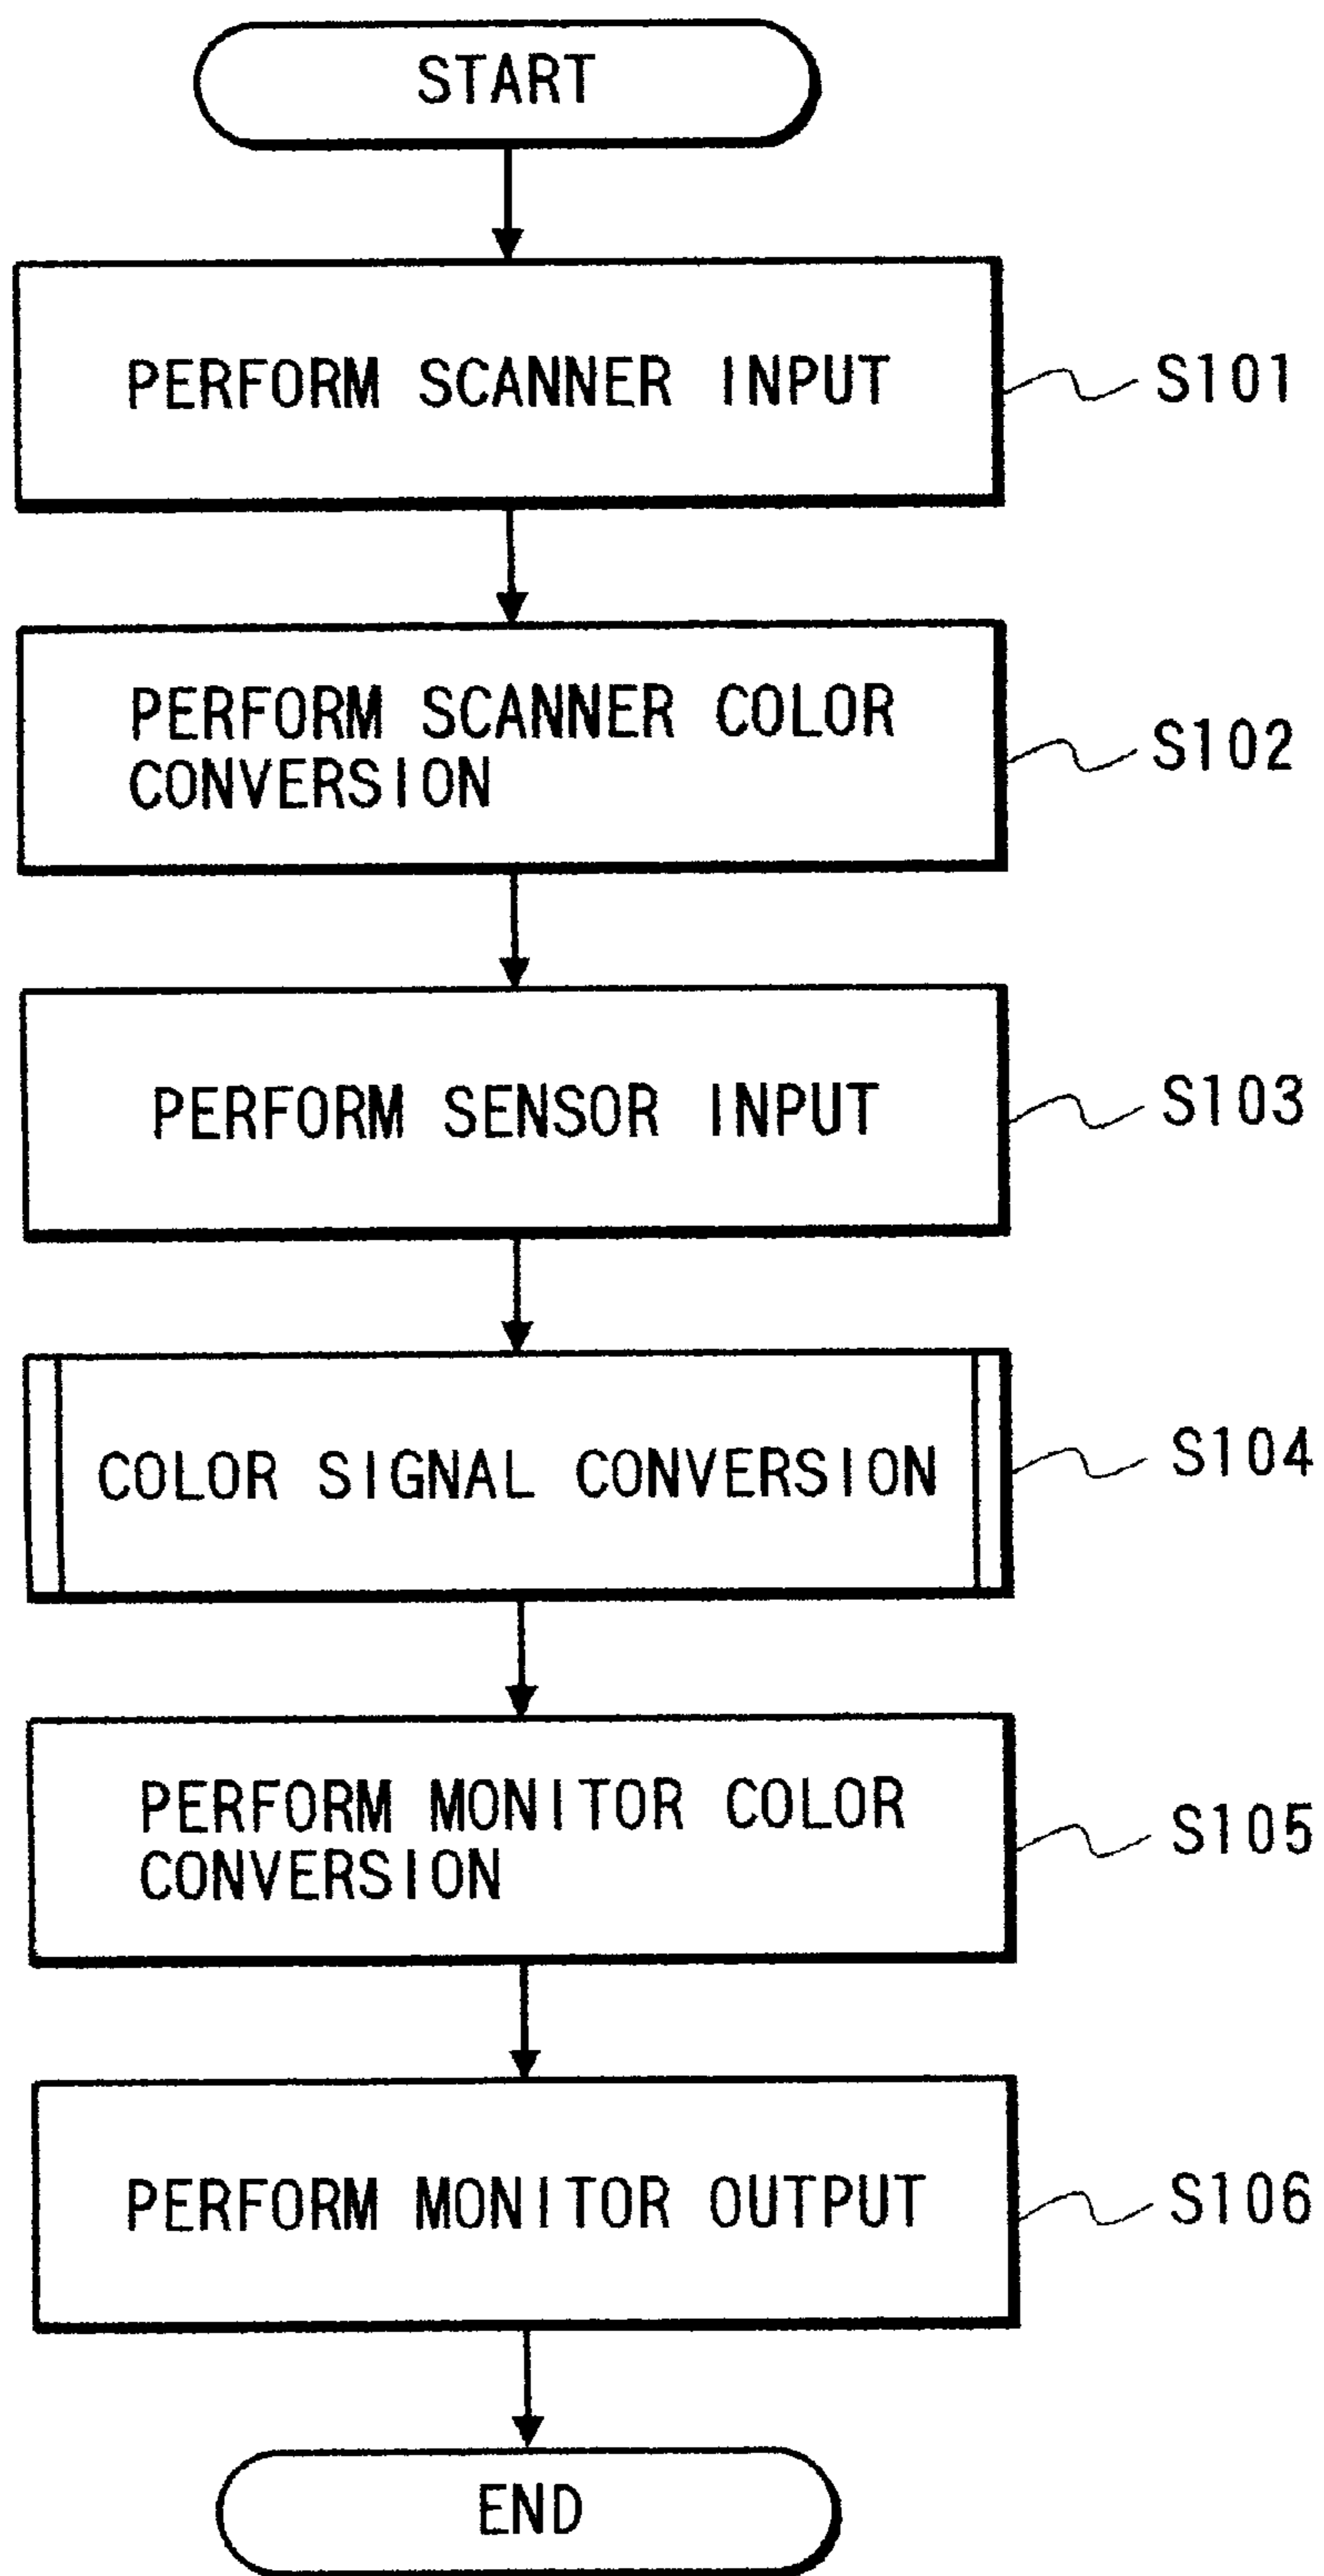 START
PERFORM SCANNER INPUT
S101
PERFORM SCANNER COLOR
CONVERSION
S102
PERFORM SENSOR INPUT
S103
COLOR SIGNAL CONVERSION
S104
PERFORM MONITOR COLOR
CONVERSION
S105
PERFORM MONITOR OUTPUT
S106
END